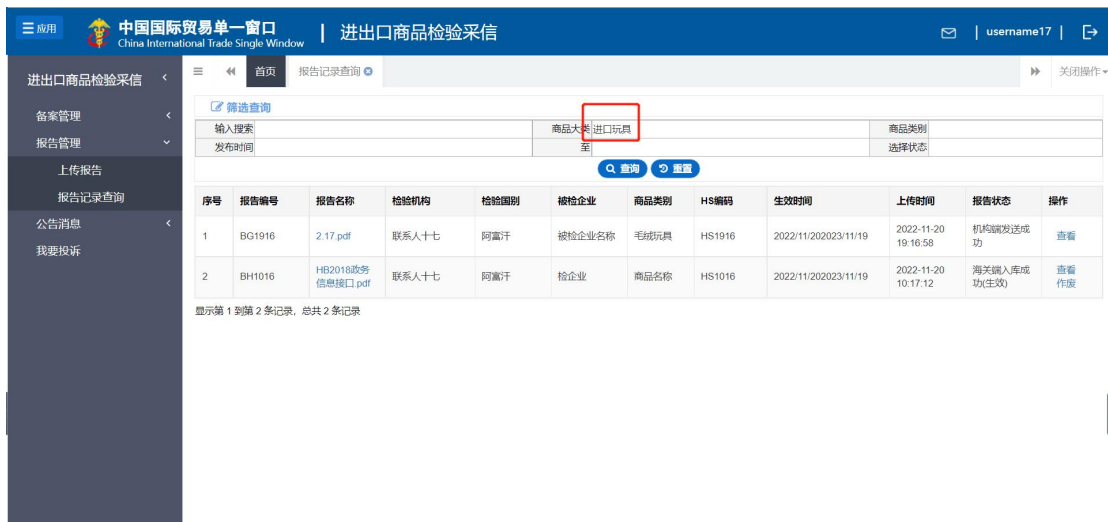 应用
中国国际贸易单一窗口
China International Trade Single Window
进出口商品检验采信
username17
进出口商品检验采信
首页
报告记录查询
关闭操作
备案管理
报告管理
上传报告
报告记录查询
公告消息
我要投诉
筛选查询
输入搜索 商品大类 进口玩具 商品类别
发布时间 至 选择状态
查询 重置
序号 报告编号 报告名称 检验机构 检验国别 被检企业 商品类别 HS编码 生效时间 上传时间 报告状态 操作
1 BG1916 2.17.pdf 联系人十七 阿富汗 被检企业名称 毛绒玩具 HS1916 2022/11/202023/11/19 2022-11-20 19:16:58 机构端发送成功 查看
2 BH1016 HB2018政务信息接口.pdf 联系人十七 阿富汗 检企业 商品名称 HS1016 2022/11/202023/11/19 2022-11-20 10:17:12 海关端入库成功(生效) 查看 作废
显示第 1 到第 2 条记录，总共 2 条记录